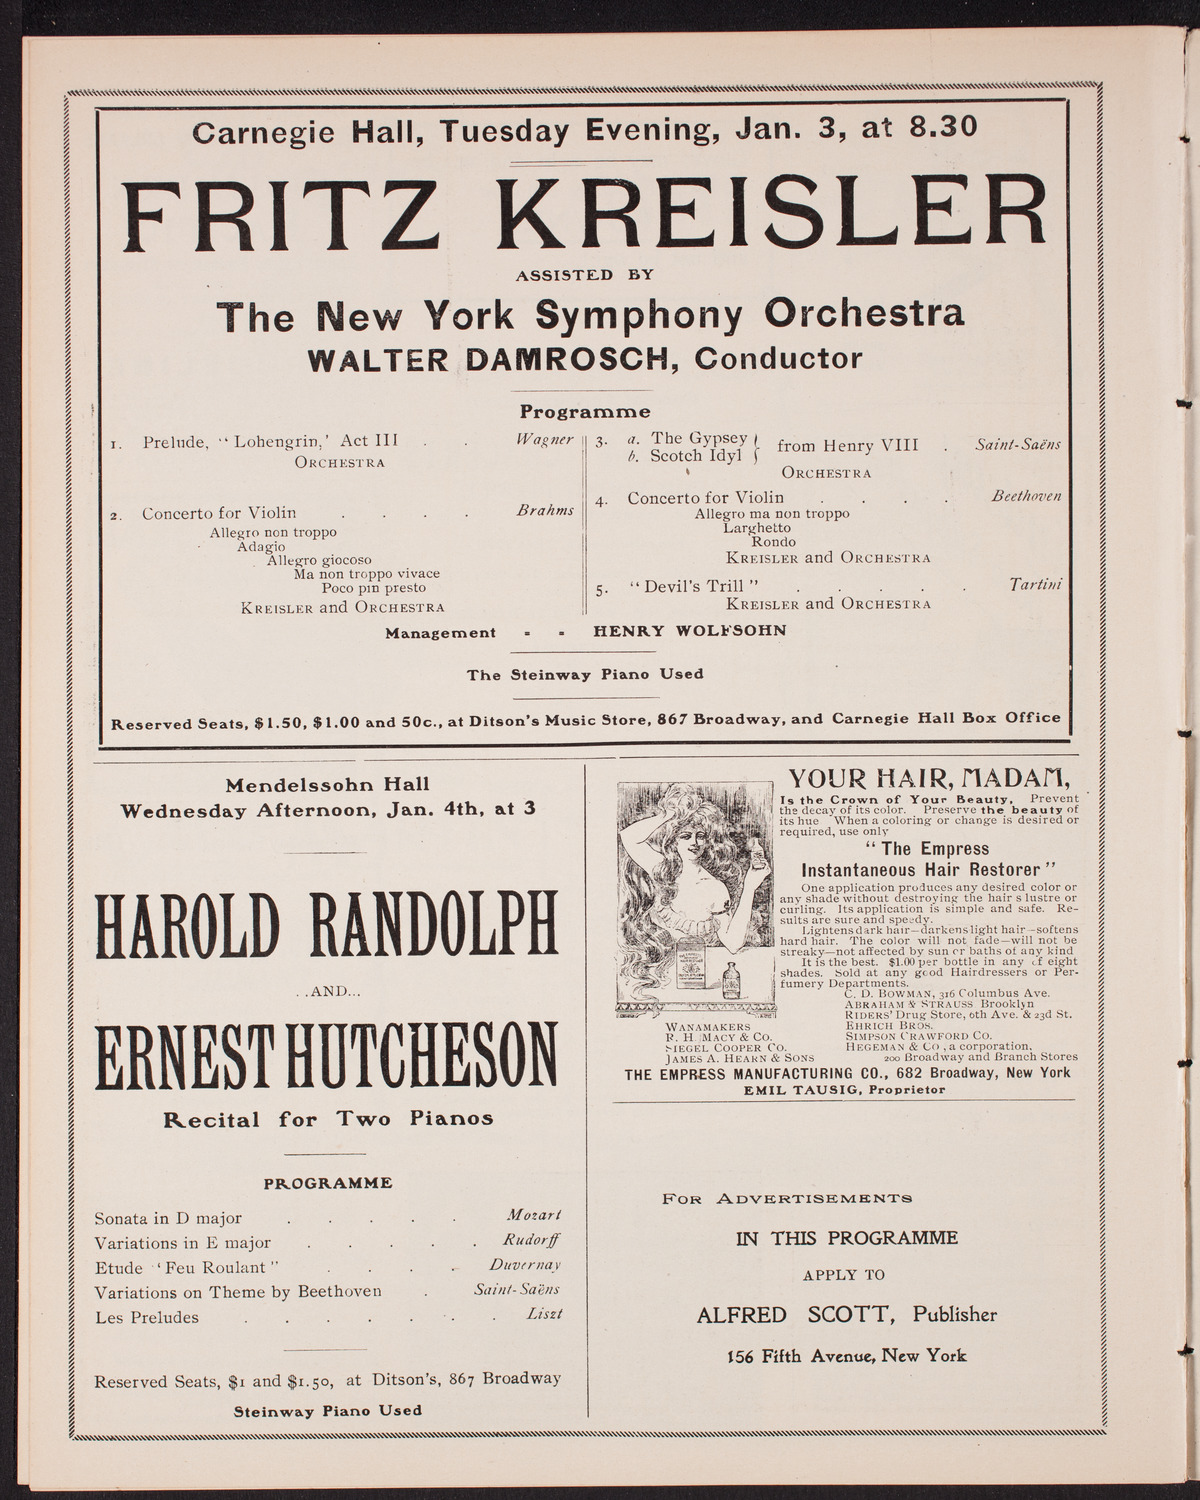 Carnegie Hall, Tuesday Evening, Jan. 3, at 8.30
FRITZ KREISLER
ASSISTED BY
The New York Symphony Orchestra
WALTER DAMROSCH, Conductor
Programme
1. Prelude, "Lohengrin,' Act III . . Wagner
ORCHESTRA
2. Concerto for Violin . . . . Brahms
Allegro non troppo
Adagio
Allegro giocoso
Ma non troppo vivace
Poco pin presto
KREISLER and ORCHESTRA
3. a. The Gypsey } from Henry VIII . Saint-Saëns
b. Scotch Idyl }
ORCHESTRA
4. Concerto for Violin . . . . Beethoven
Allegro ma non troppo
Larghetto
Rondo
KREISLER and ORCHESTRA
5. "Devil's Trill" . . . . . Tartini
KREISLER and ORCHESTRA
Management - - HENRY WOLFSOHN
The Steinway Piano Used
Reserved Seats, $1.50, $1.00 and 50c., at Ditson's Music Store, 867 Broadway, and Carnegie Hall Box Office
Mendelssohn Hall
Wednesday Afternoon, Jan. 4th, at 3
HAROLD RANDOLPH
..AND...
ERNEST HUTCHESON
Recital for Two Pianos
PROGRAMME
Sonata in D major . . . . . Mozart
Variations in E major . . . . . Rudorff
Etude 'Feu Roulant" . . . . Duvernay
Variations on Theme by Beethoven . Saint-Saëns
Les Preludes . . . . . . . Liszt
Reserved Seats, $1 and $1.50, at Ditson's, 867 Broadway
Steinway Piano Used
YOUR HAIR, MADAM,
Is the Crown of Your Beauty, Prevent
the decay of its color. Preserve the beauty of
its hue When a coloring or change is desired or
required, use only
"The Empress
Instantaneous Hair Restorer"
One application produces any desired color or
any shade without destroying the hair s lustre or
curling. Its application is simple and safe. Re-
sults are sure and speedy.
Lightens dark hair—darkens light hair—softens
hard hair. The color will not fade—will not be
streaky—not affected by sun or baths of any kind
It is the best. $1.00 per bottle in any of eight
shades. Sold at any good Hairdressers or Per-
fumery Departments.
C. D. BOWMAN, 316 Columbus Ave.
ABRAHAM & STRAUSS Brooklyn
RIDERS' Drug Store, 6th Ave. & 23d St.
WANAMAKERS EHRICH BROS.
R. H. MACY & CO. SIMPSON CRAWFORD CO.
SIEGEL COOPER CO. HEGEMAN & CO, a corporation,
JAMES A. HEARN & SONS 200 Broadway and Branch Stores
THE EMPRESS MANUFACTURING CO., 682 Broadway, New York
EMIL TAUSIG, Proprietor
FOR ADVERTISEMENTS
IN THIS PROGRAMME
APPLY TO
ALFRED SCOTT, Publisher
156 Fifth Avenue, New York